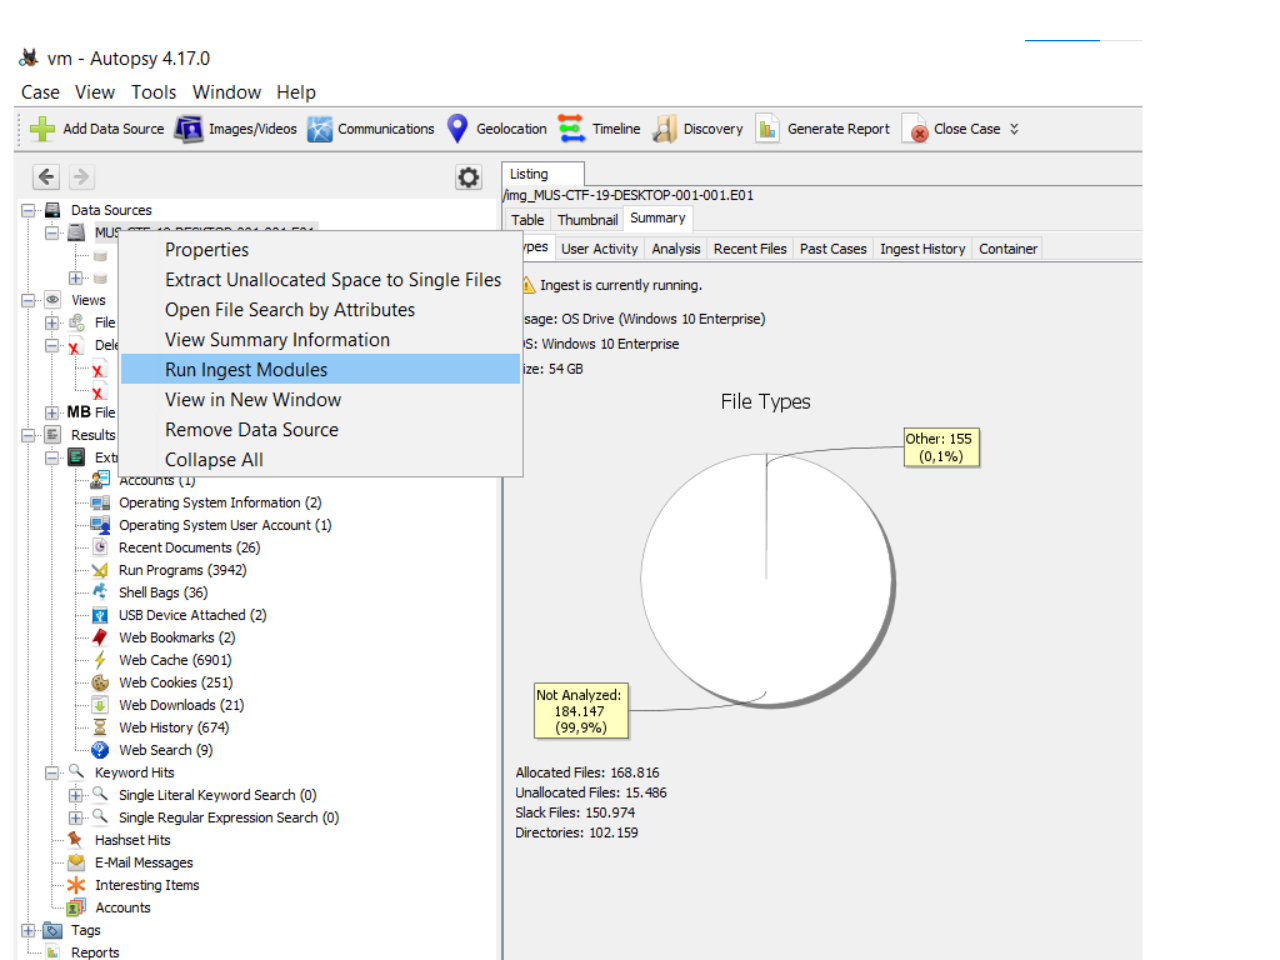 vm - Autopsy 4.17.0
Case View Tools Window Help
Add Data Source Images/Videos Communications Geolocation Timeline Discovery Generate Report Close Case
Listing
/img_MUS-CTF-19-DESKTOP-001-001.E01
Table Thumbnail Summary
ypes User Activity Analysis Recent Files Past Cases Ingest History Container
Ingest is currently running.
sage: OS Drive (Windows 10 Enterprise)
OS: Windows 10 Enterprise
ize: 54 GB
File Types
Other: 155
(0,1%)
Not Analyzed:
184.147
(99,9%)
Allocated Files: 168.816
Unallocated Files: 15.486
Slack Files: 150.974
Directories: 102.159
Data Sources
MUS-CTF-19-DESKTOP-001-001.E01
Properties
Extract Unallocated Space to Single Files
Open File Search by Attributes
View Summary Information
Run Ingest Modules
View in New Window
Remove Data Source
Collapse All
Views
File
Dele
MB File
Results
Extr
Accounts (1)
Operating System Information (2)
Operating System User Account (1)
Recent Documents (26)
Run Programs (3942)
Shell Bags (36)
USB Device Attached (2)
Web Bookmarks (2)
Web Cache (6901)
Web Cookies (251)
Web Downloads (21)
Web History (674)
Web Search (9)
Keyword Hits
Single Literal Keyword Search (0)
Single Regular Expression Search (0)
Hashset Hits
E-Mail Messages
Interesting Items
Accounts
Tags
Reports